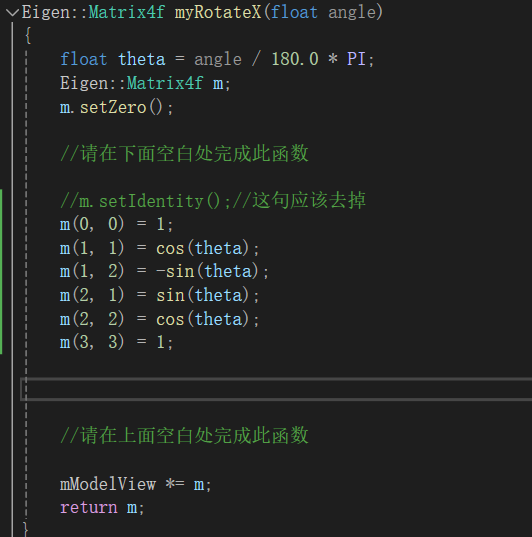 Eigen::Matrix4f myRotateX(float angle)
{
float theta = angle / 180.0 * PI;
Eigen::Matrix4f m;
m.setZero();
//请在下面空白处完成此函数
//m.setIdentity();//这句应该去掉
m(0, 0) = 1;
m(1, 1) = cos(theta);
m(1, 2) = -sin(theta);
m(2, 1) = sin(theta);
m(2, 2) = cos(theta);
m(3, 3) = 1;
//请在上面空白处完成此函数
mModelView *= m;
return m;
}